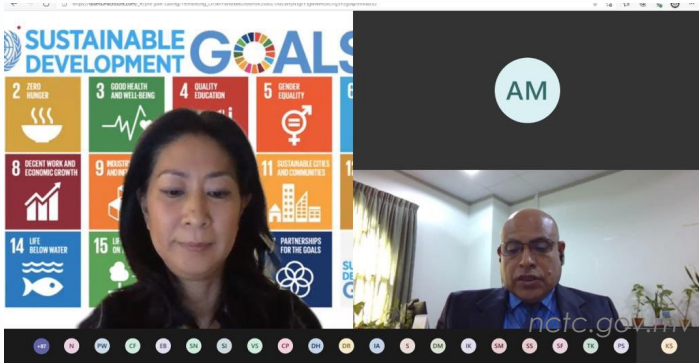 SUSTAINABLE
DEVELOPMENT
GOALS
2 ZERO
HUNGER
3 GOOD HEALTH
AND WELL-BEING
4 QUALITY
EDUCATION
5 GENDER
EQUALITY
6
8 DECENT WORK AND
ECONOMIC GROWTH
9
11 SUSTAINABLE CITIES
AND COMMUNITIES
14 LIFE
BELOW WATER
15
PARTNERSHIPS
FOR THE GOALS
AM
nctc.gov.mv
+87 N PW CF EB SN SI VS CP DH DR IA S DM IK SM SS SF TK PS KS